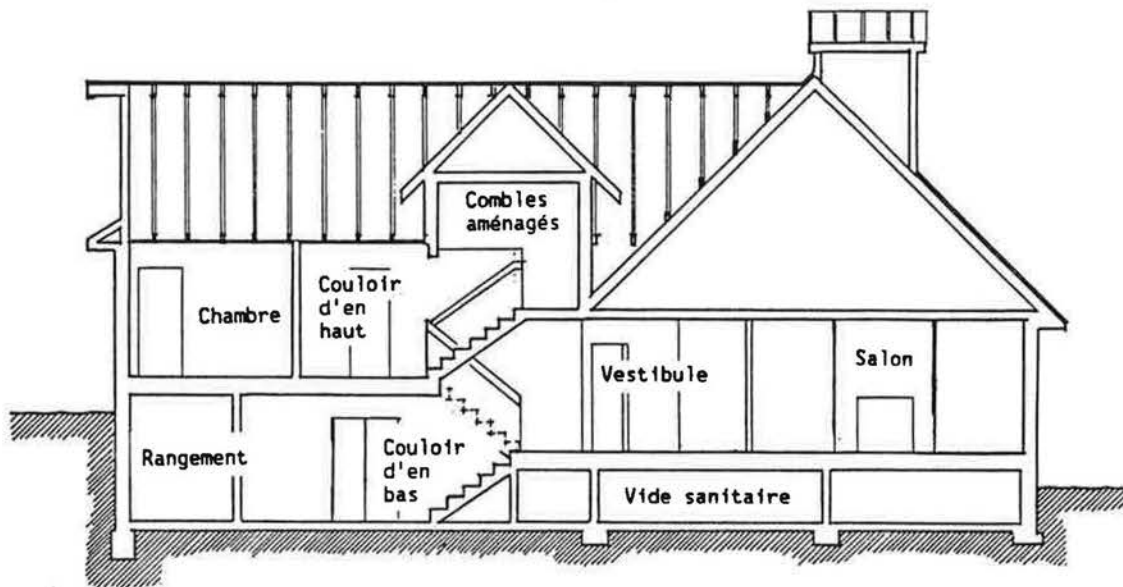 Combles
aménagés
Chambre
Couloir
d'en
haut
Vestibule
Salon
Rangement
Couloir
d'en
bas
Vide sanitaire